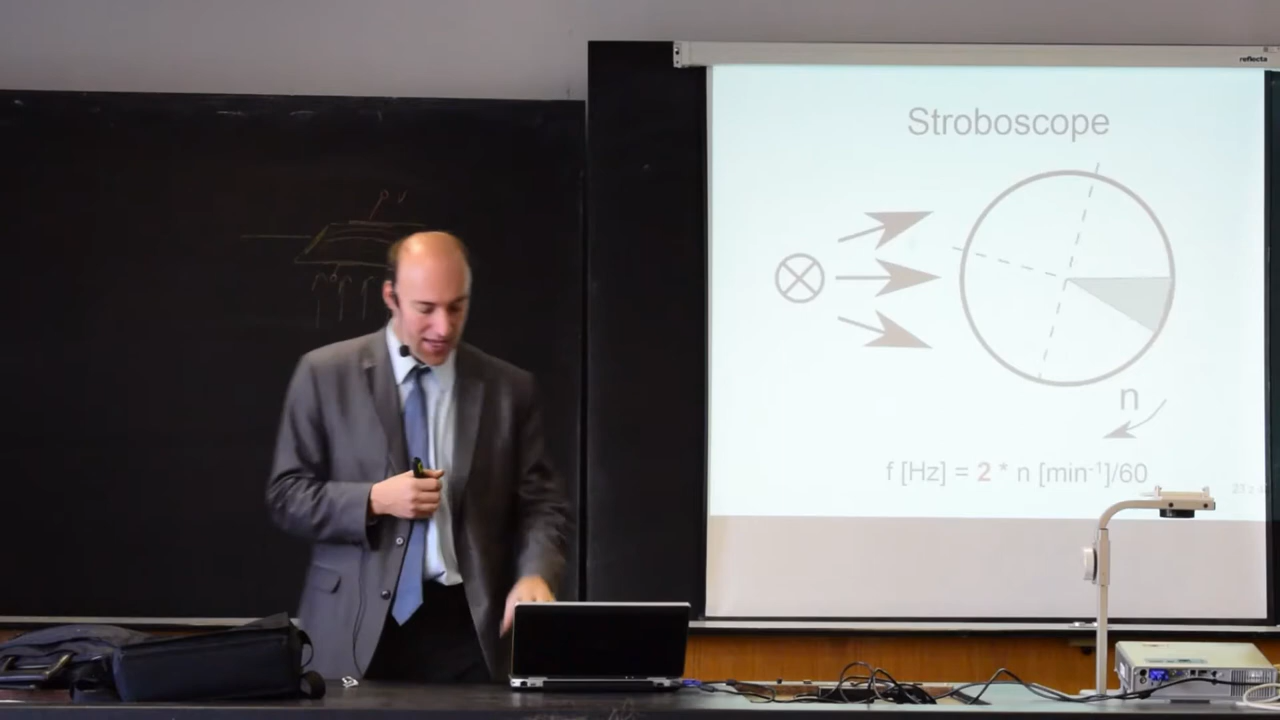 reflecta
Stroboscope
n
f [Hz] = 2 * n [min⁻¹]/60